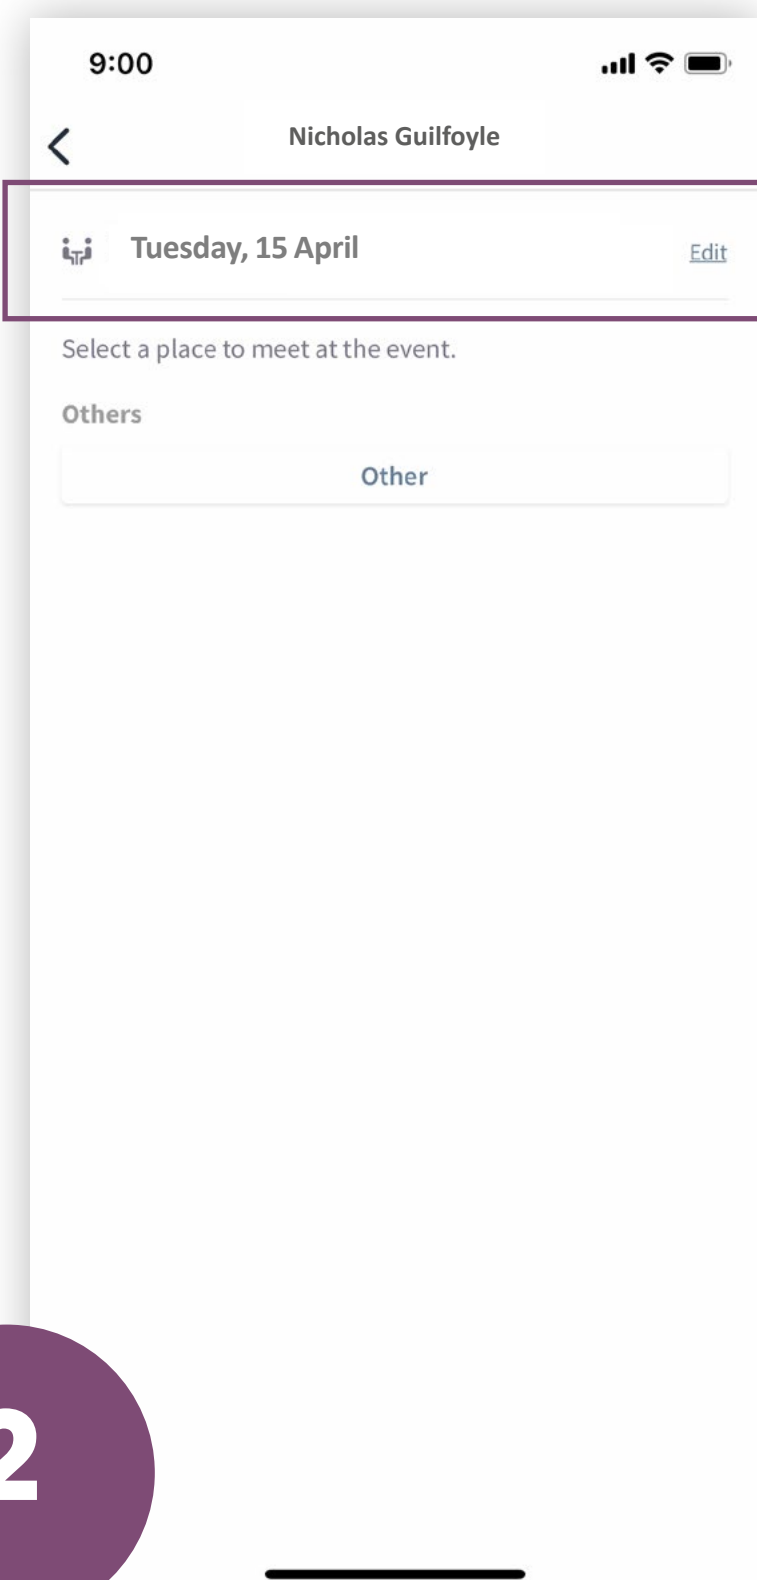 9:00
Nicholas Guilfoyle
Tuesday, 15 April
Edit
Select a place to meet at the event.
Others
Other
2